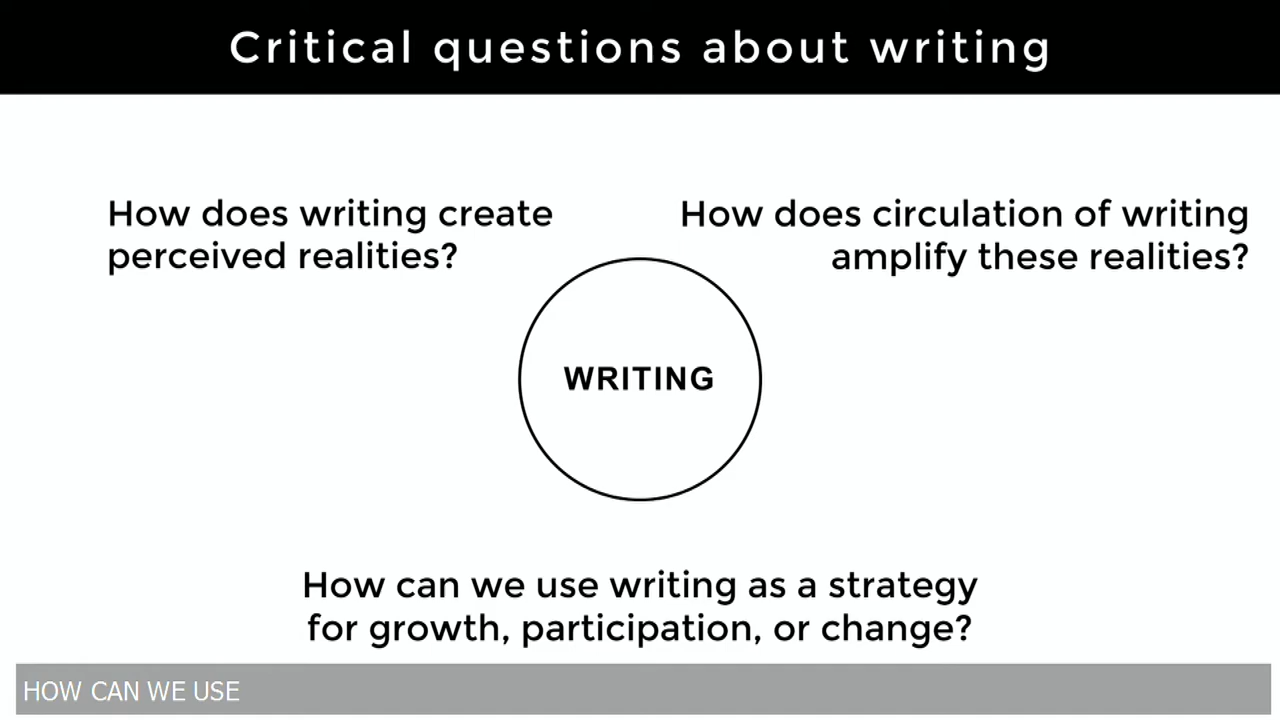 Critical questions about writing
How does writing create
perceived realities?
How does circulation of writing
amplify these realities?
WRITING
How can we use writing as a strategy
for growth, participation, or change?
HOW CAN WE USE